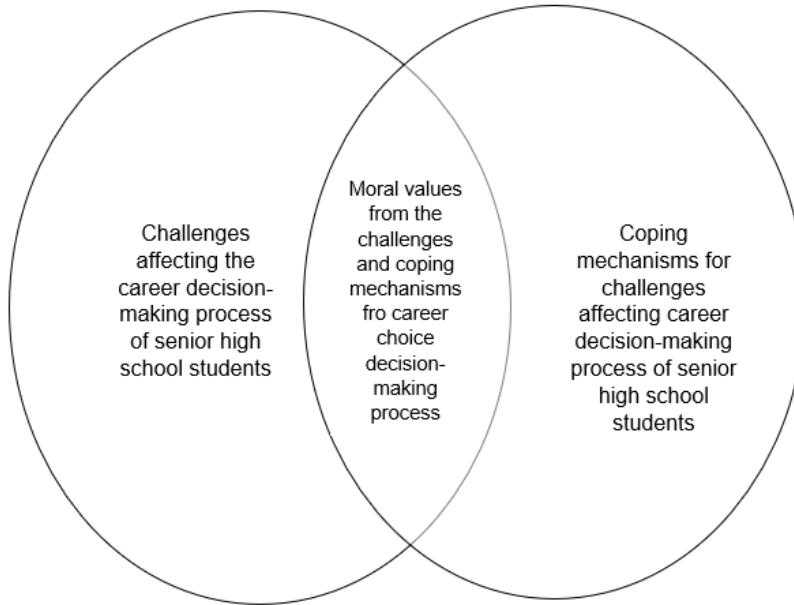 Challenges
affecting the
career decision-
making process
of senior high
school students
Moral values
from the
challenges
and coping
mechanisms
fro career
choice
decision-
making
process
Coping
mechanisms for
challenges
affecting career
decision-making
process of senior
high school
students